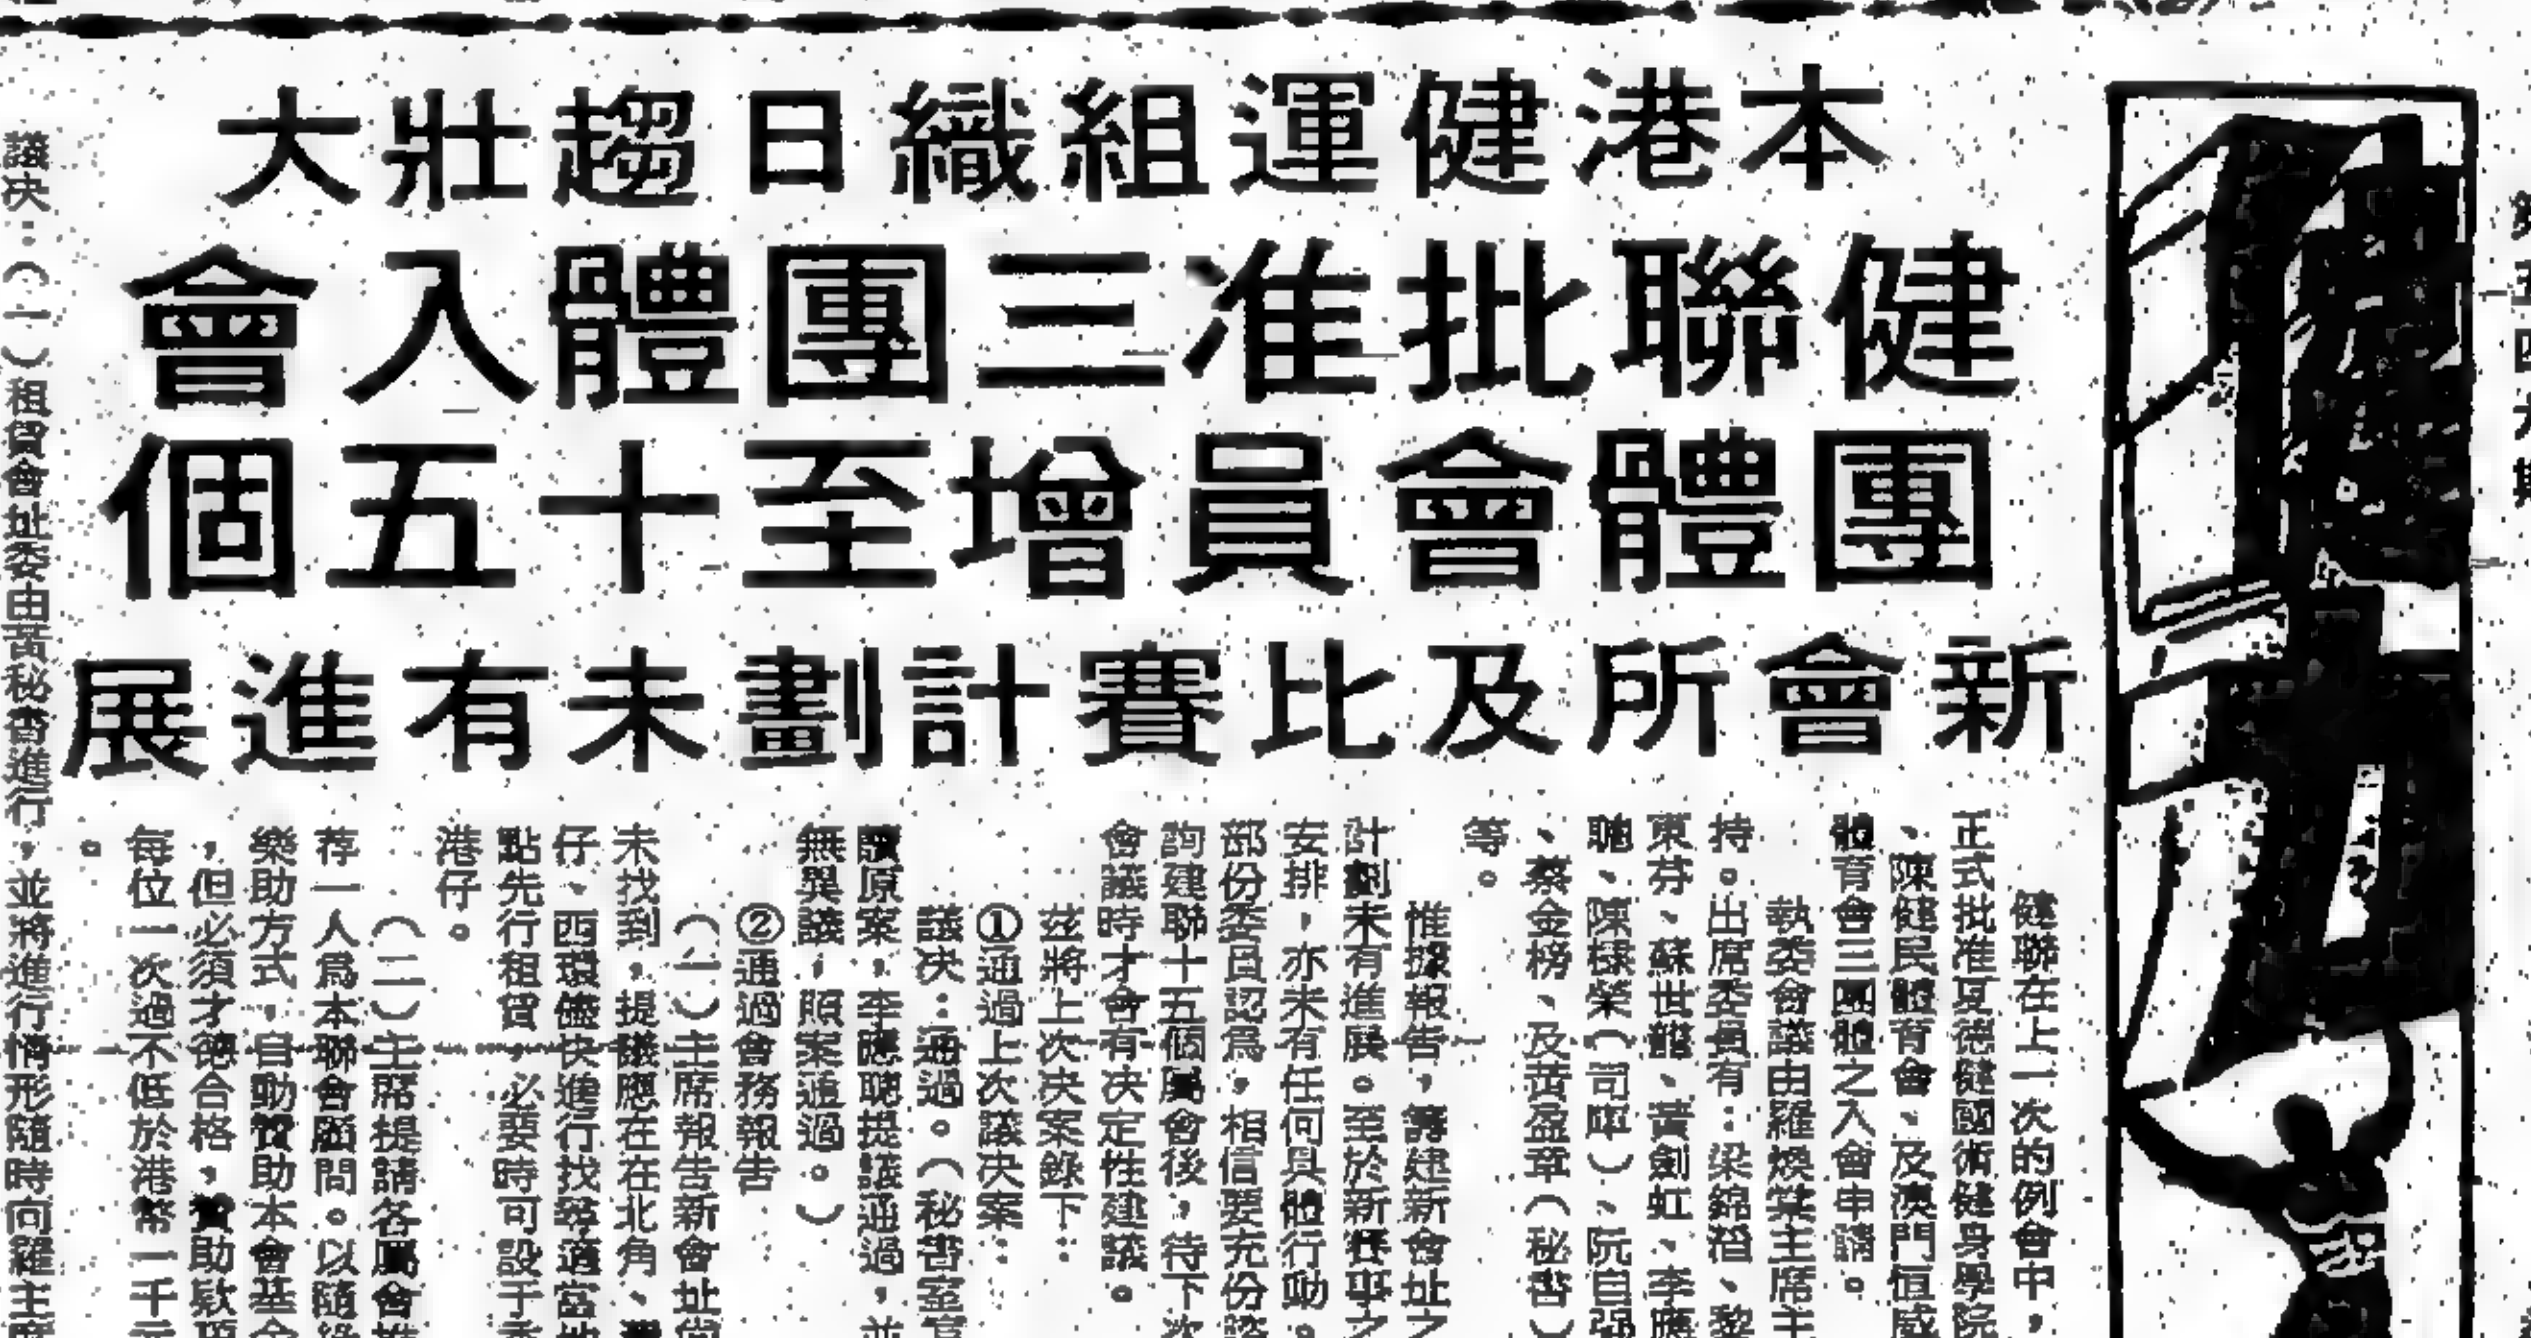 本港健運組織日趨壯大
健聯批准三團體入會
團體會員增至十五個
新會所及比賽計劃未有進展
健聯在上一次的例會中，
正式批准互德健國術健身學院
、陳健民體育會、及澳門恒威
體育會三團體之入會申請。
執委會議由羅煥棠主席主
持。出席委員有：梁錦滔、黎
東芬、蘇世龍、黃劍虹、李應
聰、陳棣榮（司庫）、阮自强
、蔡金榜、及黃盈章（秘書）
等。
惟據報告，籌建新會址之
計劃未有進展。至於新賽事之
安排，亦未有任何具體行動。
部份委員認爲，相信要充份諮
詢建聯十五個屬會後，待下次
會議時才會有决定性建議。
茲將上次决案錄下：
①通過上次議决案：
議决：通過。（秘書室宣
讀原案，李應聰提議通過，並
無異議，照案通過。）
②通過會務報告
（一）主席報告新會址尙
未找到，提議應在在北角、灣
仔、西環儘快進行找尋適當地
點先行租賃，必要時可設于香
港仔。
（二）主席提請各屬會推
荐一人爲本聯會顧問。以隨緣
樂助方式，自動贊助本會基金
，但必須才德合格，贊助欵項
每位一次過不低於港幣一千元
。
議决：（一）租賃會址委由黃秘書進行，並將進行情形隨時向羅主席